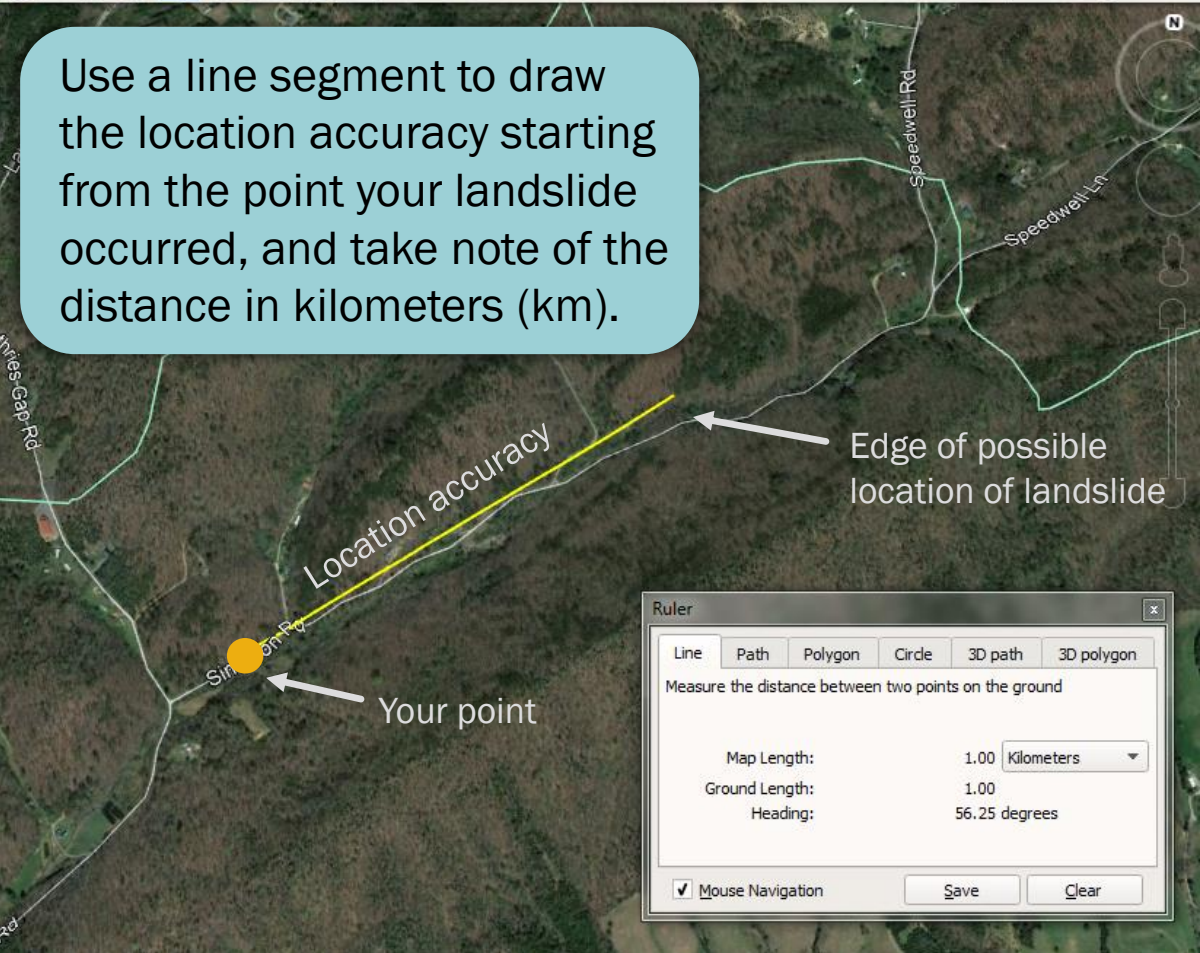 N
Use a line segment to draw
the location accuracy starting
from the point your landslide
occurred, and take note of the
distance in kilometers (km).
Speedwell-Rd
Speedwell-Ln
Edge of possible
location of landslide
Location accuracy
Your point
Ruler
x
Line Path Polygon Circle 3D path 3D polygon
Measure the distance between two points on the ground
Map Length: 1.00 Kilometers
Ground Length: 1.00
Heading: 56.25 degrees
Mouse Navigation Save Clear
Rd